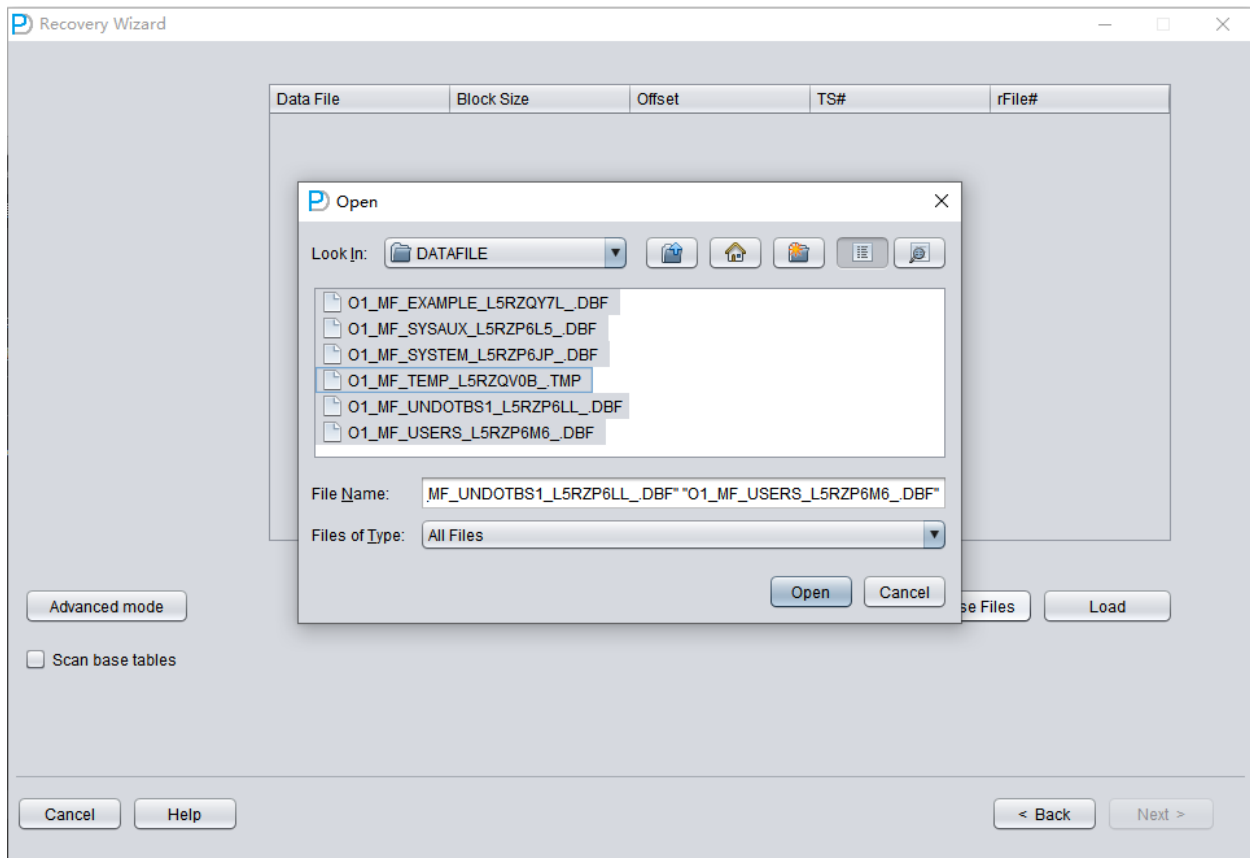 Recovery Wizard
Data File Block Size Offset TS# rFile#
Open
Look In: DATAFILE
O1_MF_EXAMPLE_L5RZQY7L_.DBF
O1_MF_SYSAUX_L5RZP6L5_.DBF
O1_MF_SYSTEM_L5RZP6JP_.DBF
O1_MF_TEMP_L5RZQV0B_.TMP
O1_MF_UNDOTBS1_L5RZP6LL_.DBF
O1_MF_USERS_L5RZP6M6_.DBF
File Name: MF_UNDOTBS1_L5RZP6LL_.DBF" "O1_MF_USERS_L5RZP6M6_.DBF"
Files of Type: All Files
Open Cancel
Advanced mode se Files Load
Scan base tables
Cancel Help < Back Next >